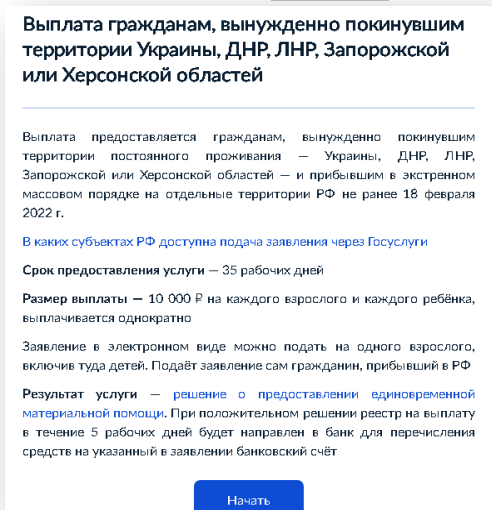 Выплата гражданам, вынужденно покинувшим
территории Украины, ДНР, ЛНР, Запорожской
или Херсонской областей
Выплата предоставляется гражданам, вынужденно покинувшим
территории постоянного проживания — Украины, ДНР, ЛНР,
Запорожской или Херсонской областей — и прибывшим в экстренном
массовом порядке на отдельные территории РФ не ранее 18 февраля
2022 г.
В каких субъектах РФ доступна подача заявления через Госуслуги
Срок предоставления услуги — 35 рабочих дней
Размер выплаты — 10 000 ₽ на каждого взрослого и каждого ребёнка,
выплачивается однократно
Заявление в электронном виде можно подать на одного взрослого,
включив туда детей. Подаёт заявление сам гражданин, прибывший в РФ
Результат услуги — решение о предоставлении единовременной
материальной помощи. При положительном решении реестр на выплату
в течение 5 рабочих дней будет направлен в банк для перечисления
средств на указанный в заявлении банковский счёт
Начать